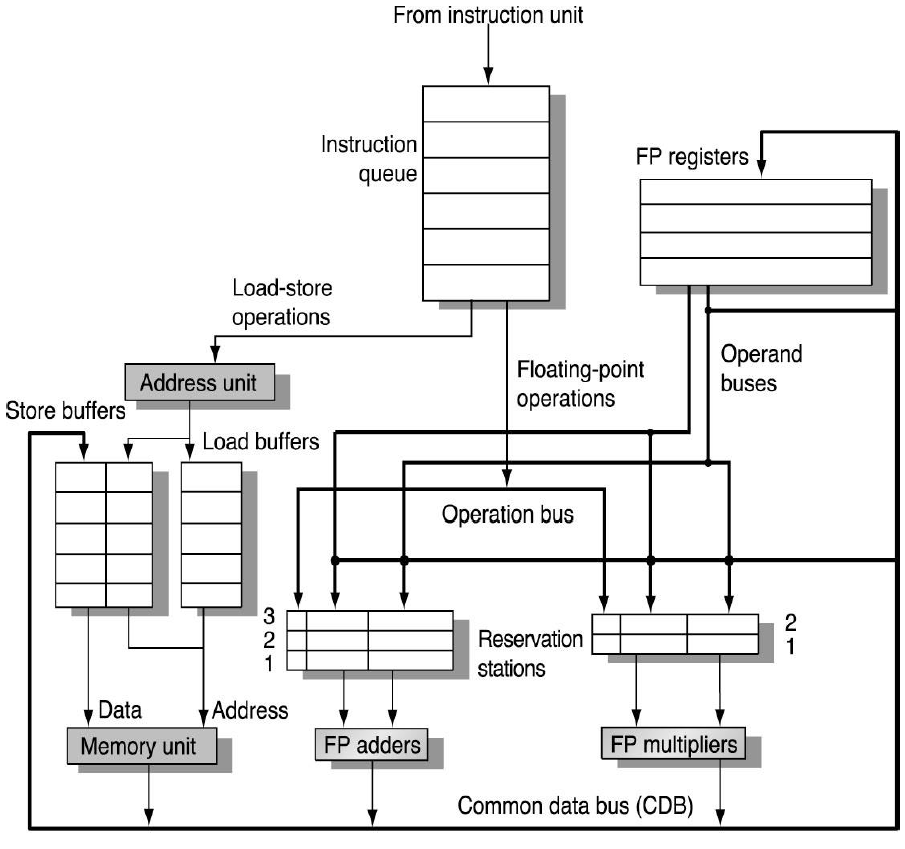 From instruction unit
Instruction
queue
FP registers
Load-store
operations
Floating-point
operations
Operand
buses
Address unit
Store buffers
Load buffers
Operation bus
3
2
1
Reservation
stations
2
1
Data
Address
Memory unit
FP adders
FP multipliers
Common data bus (CDB)